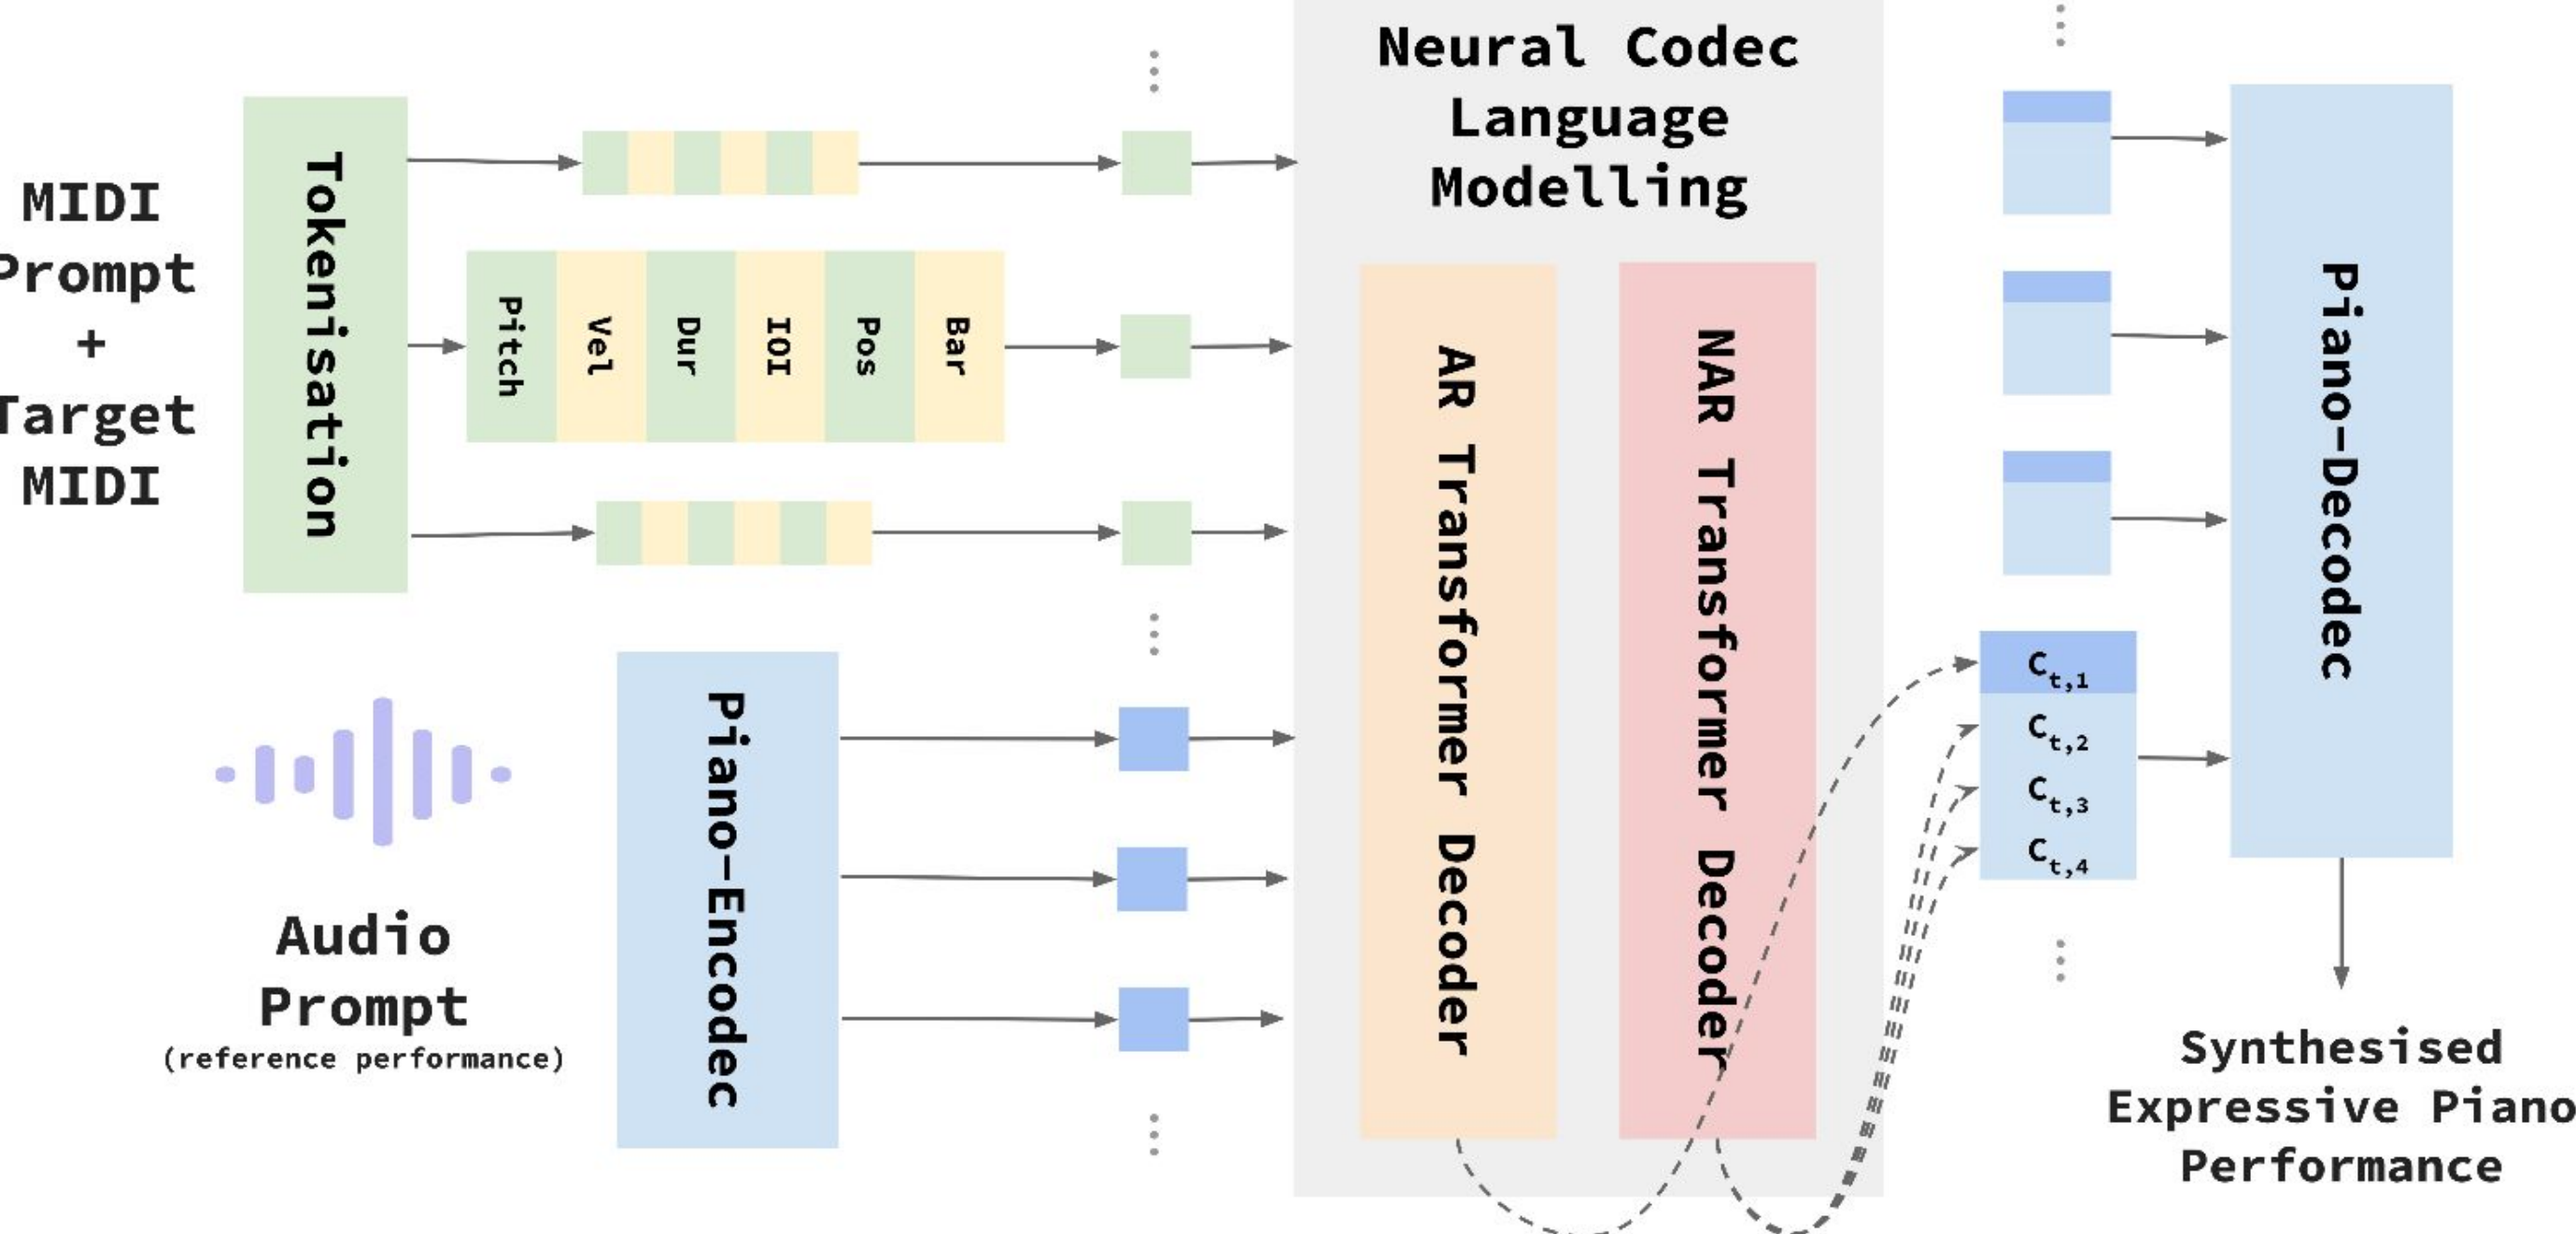 MIDI
Prompt
+
Target
MIDI
Tokenisation
Pitch
Vel
Dur
IOI
Pos
Bar
Audio
Prompt
(reference performance)
Piano-Encodec
Neural Codec
Language
Modelling
AR Transformer Decoder
NAR Transformer Decoder
Ct,1
Ct,2
Ct,3
Ct,4
Piano-Decodec
Synthesised
Expressive Piano
Performance